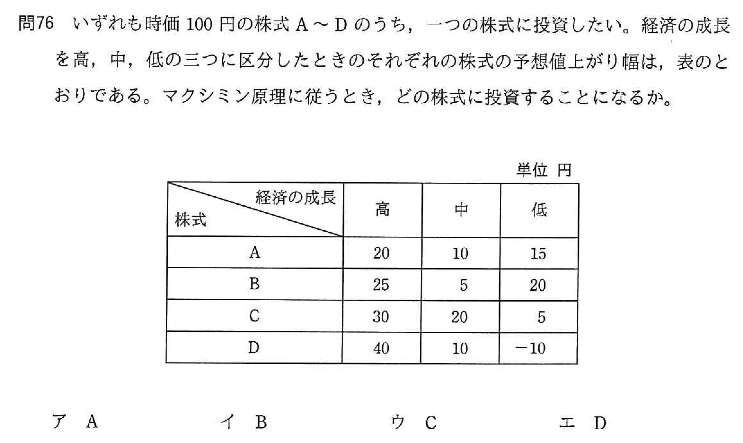 問76 いずれも時価100円の株式A〜Dのうち，一つの株式に投資したい。経済の成長
を高，中，低の三つに区分したときのそれぞれの株式の予想値上がり幅は，表のと
おりである。マクシミン原理に従うとき，どの株式に投資することになるか。
単位 円
経済の成長
株式 高 中 低
A 20 10 15
B 25 5 20
C 30 20 5
D 40 10 −10
ア A イ B ウ C エ D